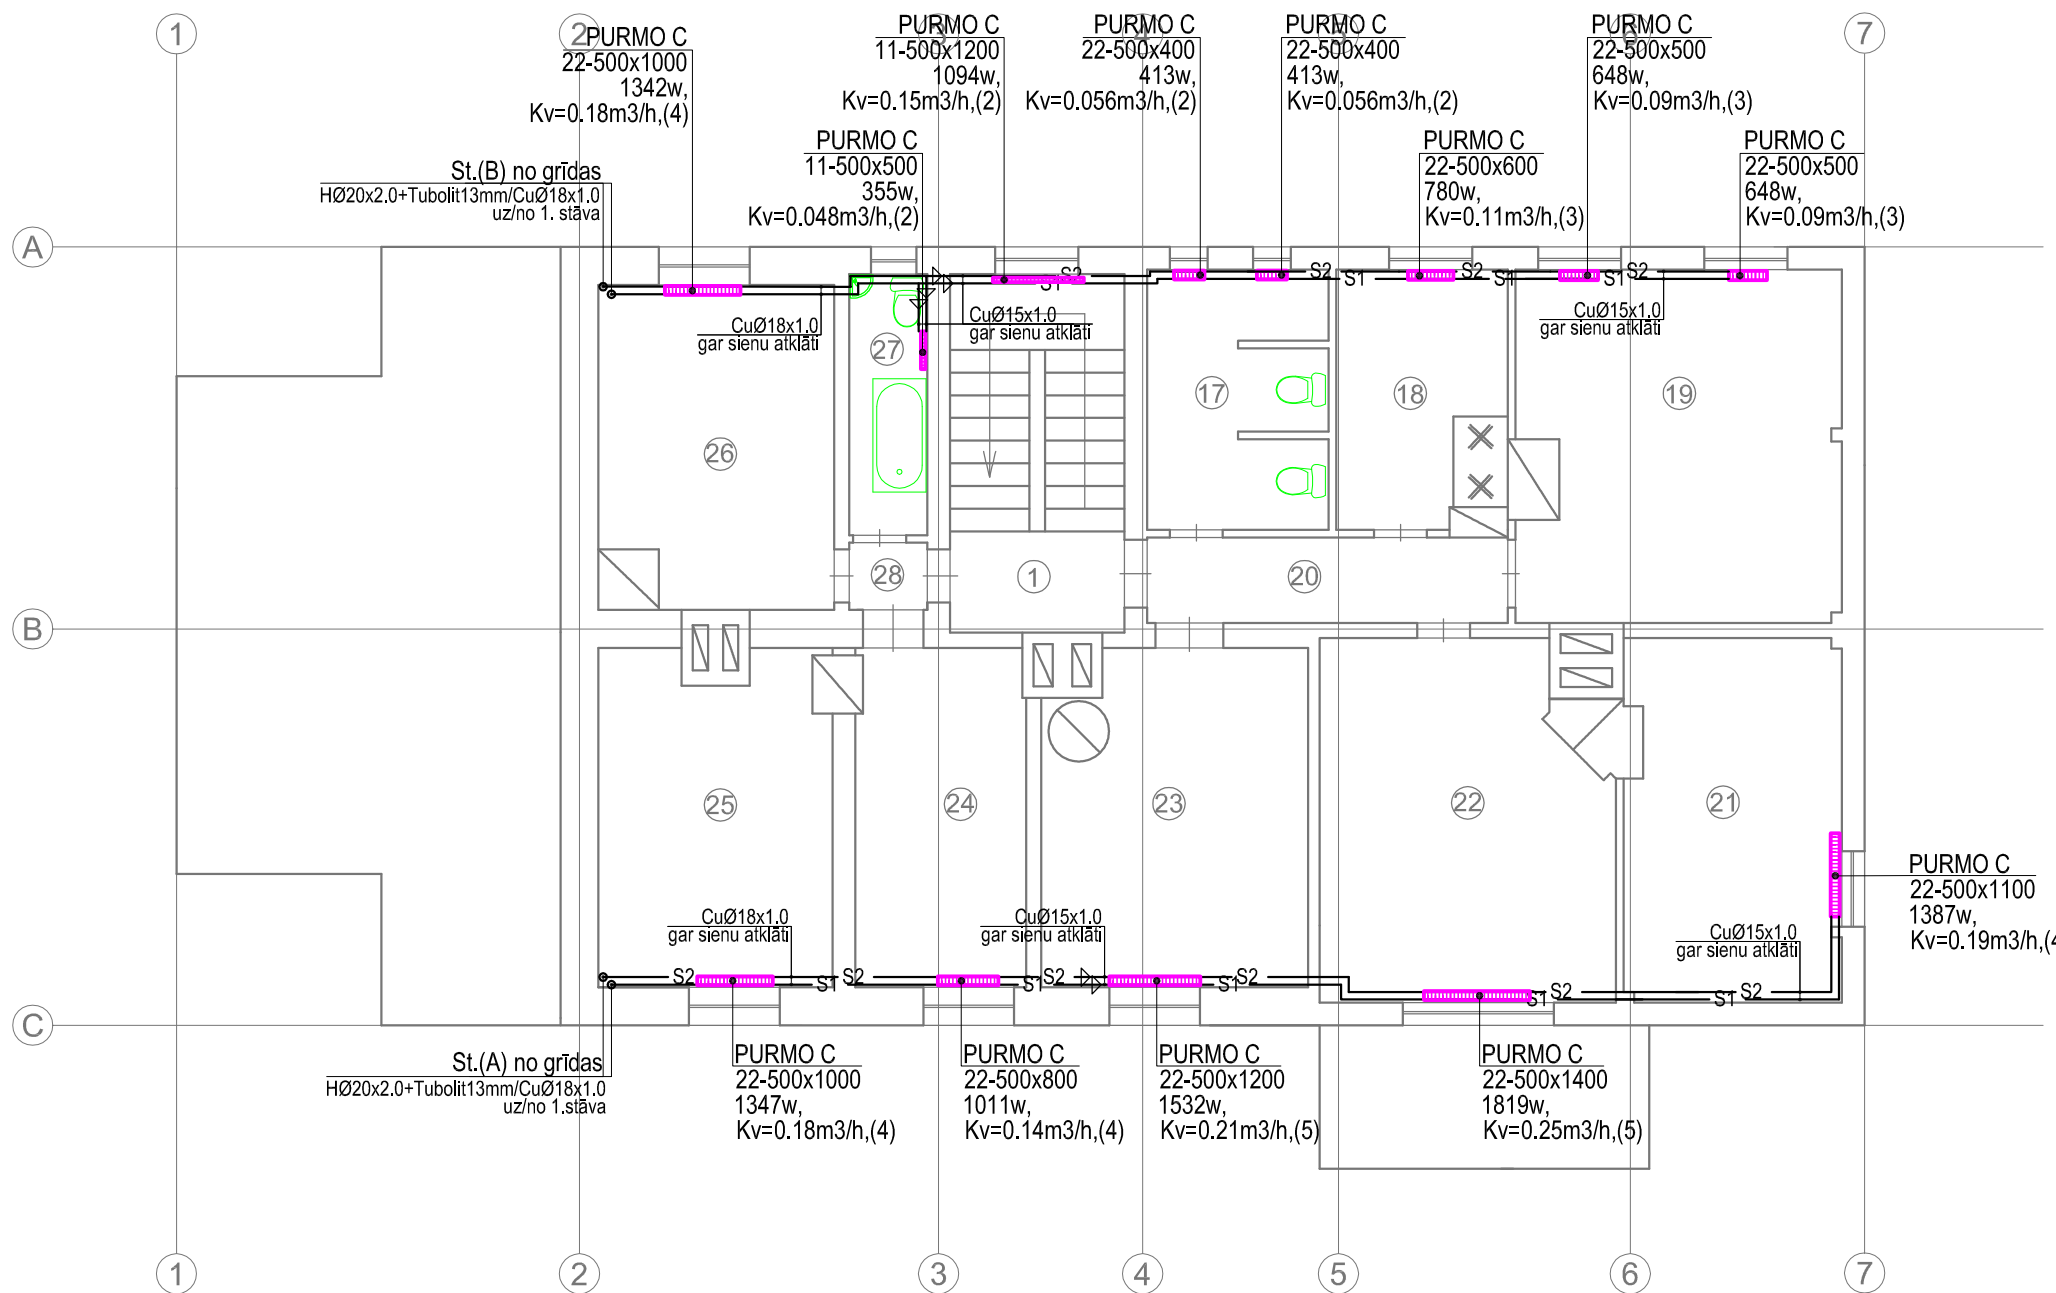 1
2
3
4
5
6
7
PURMO C
22-500x1000
1342w,
Kv=0.18m3/h,(4)
PURMO C
11-500x1200
1094w,
Kv=0.15m3/h,(2)
PURMO C
22-500x400
413w,
Kv=0.056m3/h,(2)
PURMO C
22-500x400
413w,
Kv=0.056m3/h,(2)
PURMO C
22-500x500
648w,
Kv=0.09m3/h,(3)
PURMO C
11-500x500
355w,
Kv=0.048m3/h,(2)
PURMO C
22-500x600
780w,
Kv=0.11m3/h,(3)
PURMO C
22-500x500
648w,
Kv=0.09m3/h,(3)
St.(B) no grīdas
HØ20x2.0+Tubolit13mm/CuØ18x1.0
uz/no 1. stāva
A
S2
S1
S2
S1
S2
S1
S1
S2
CuØ18x1.0
gar sienu atklāti
CuØ15x1.0
gar sienu atklāti
CuØ15x1.0
gar sienu atklāti
27
17
18
19
26
28
1
20
B
25
24
23
22
21
PURMO C
22-500x1100
1387w,
Kv=0.19m3/h,(4
CuØ18x1.0
gar sienu atklāti
CuØ15x1.0
gar sienu atklāti
CuØ15x1.0
gar sienu atklāti
S2
S1
S2
S1
S2
S1
S2
S1
S2
S1
S2
C
St.(A) no grīdas
HØ20x2.0+Tubolit13mm/CuØ18x1.0
uz/no 1.stāva
PURMO C
22-500x1000
1347w,
Kv=0.18m3/h,(4)
PURMO C
22-500x800
1011w,
Kv=0.14m3/h,(4)
PURMO C
22-500x1200
1532w,
Kv=0.21m3/h,(5)
PURMO C
22-500x1400
1819w,
Kv=0.25m3/h,(5)
1
2
3
4
5
6
7